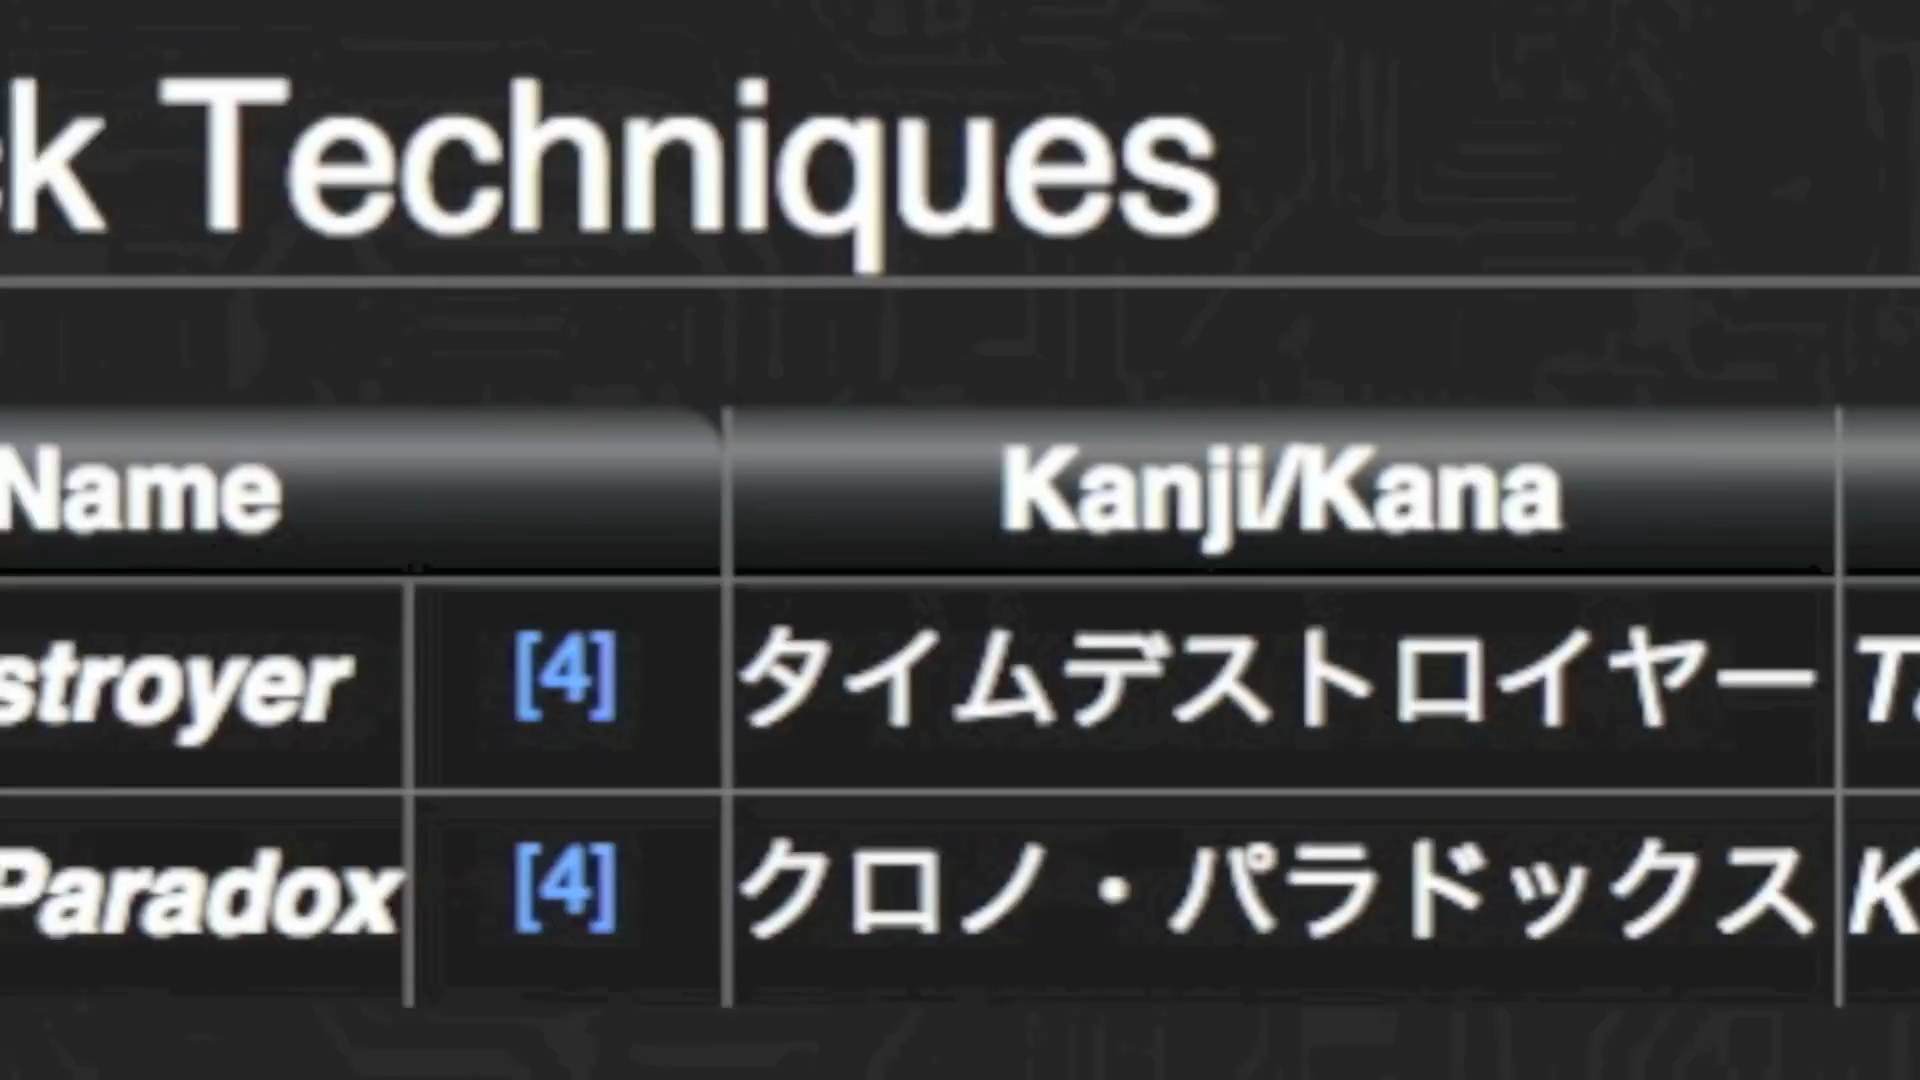 ck Techniques
Name Kanji/Kana
stroyer [4] タイムデストロイヤー T
Paradox [4] クロノ・パラドックス K